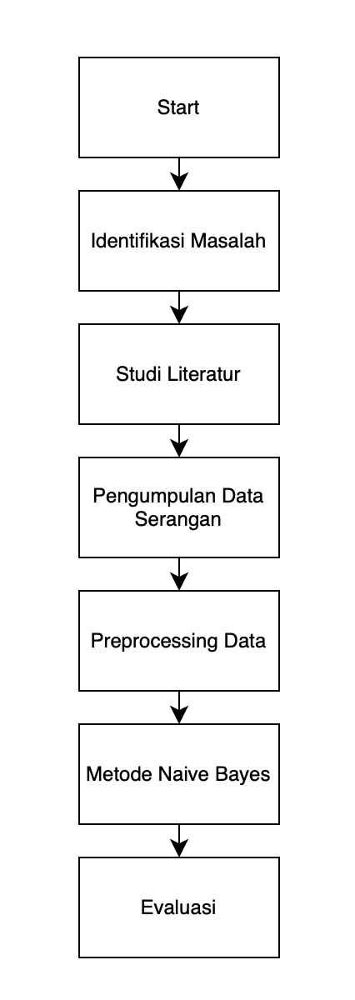 Start
Identifikasi Masalah
Studi Literatur
Pengumpulan Data
Serangan
Preprocessing Data
Metode Naive Bayes
Evaluasi